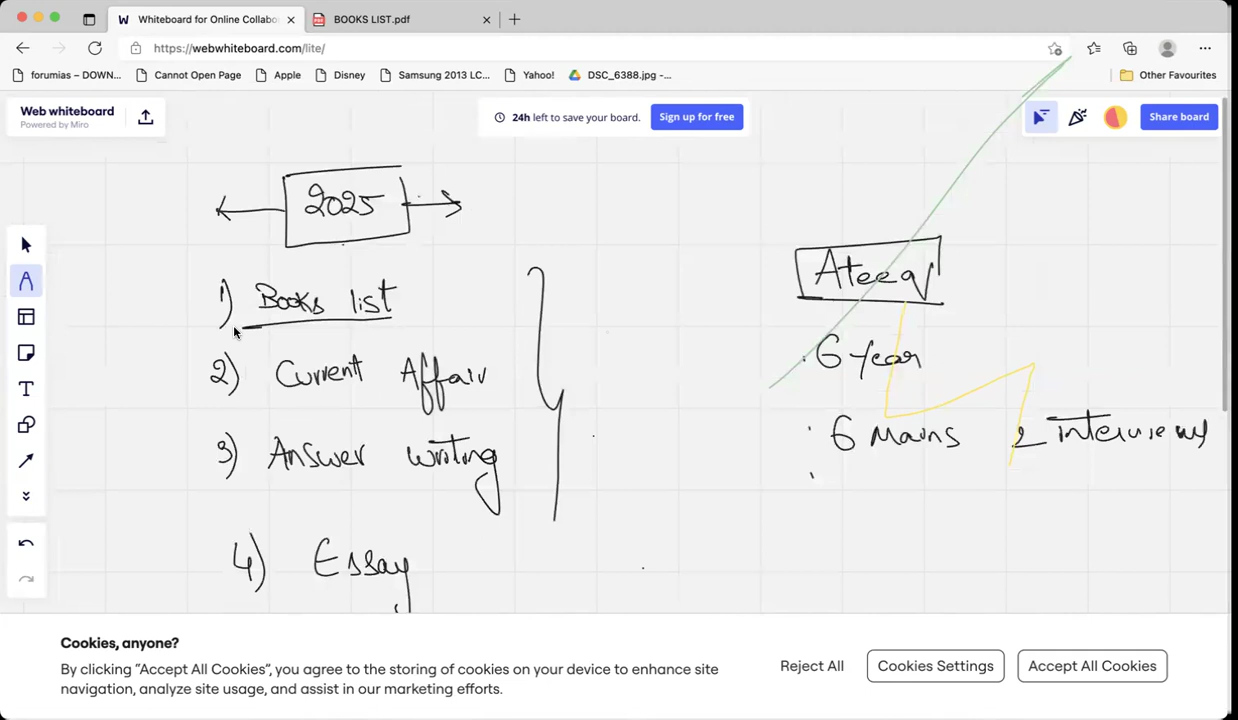 Whiteboard for Online Collabo
BOOKS LIST.pdf
https://webwhiteboard.com/lite/
forumias – DOWN...
Cannot Open Page
Apple
Disney
Samsung 2013 LC...
Yahoo!
DSC_6388.jpg -...
Other Favourites
Web whiteboard
Powered by Miro
24h left to save your board.
Sign up for free
Share board
2025
1) Books list
2) Current Affair
3) Answer writing
4) Essay
Ateeq
6 year
6 Mains 2 interviews
Cookies, anyone?
By clicking “Accept All Cookies”, you agree to the storing of cookies on your device to enhance site
navigation, analyze site usage, and assist in our marketing efforts.
Reject All
Cookies Settings
Accept All Cookies